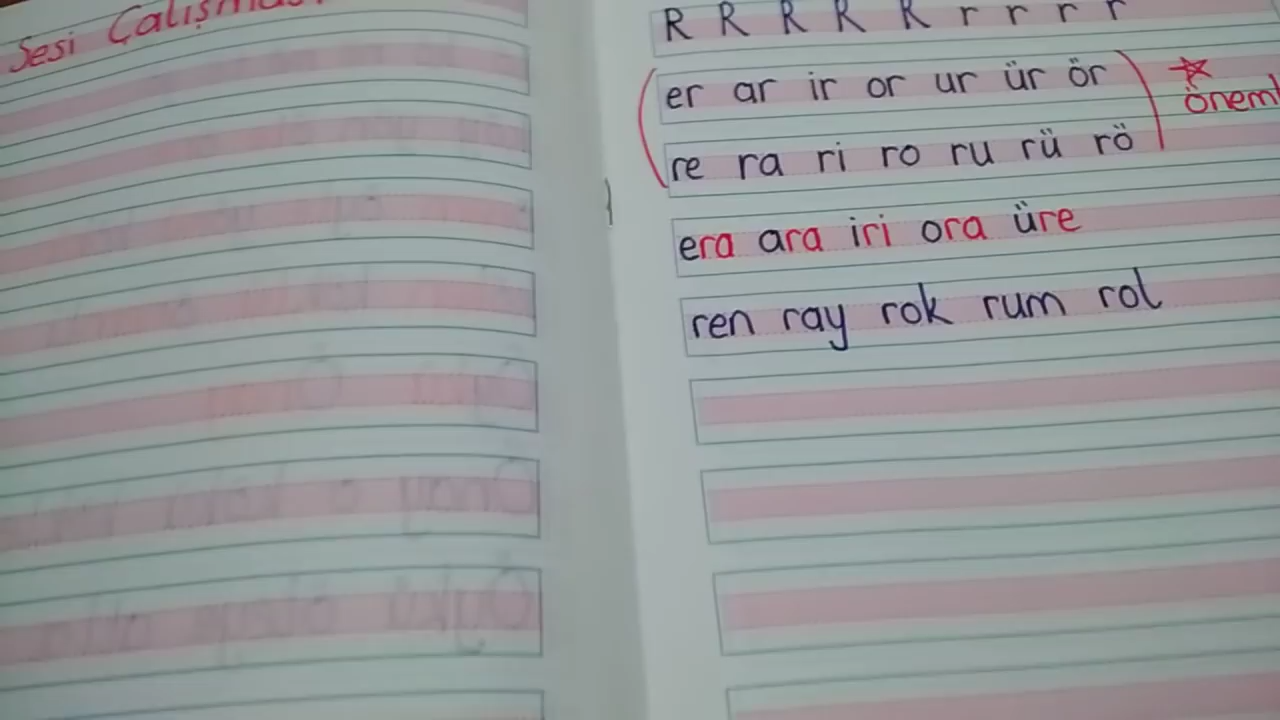 Sesi Çalışması
R R R R R r r r r
er ar ir or ur ür ör
önem
re ra ri ro ru rü rö
era ara iri ora üre
ren ray rok rum rol